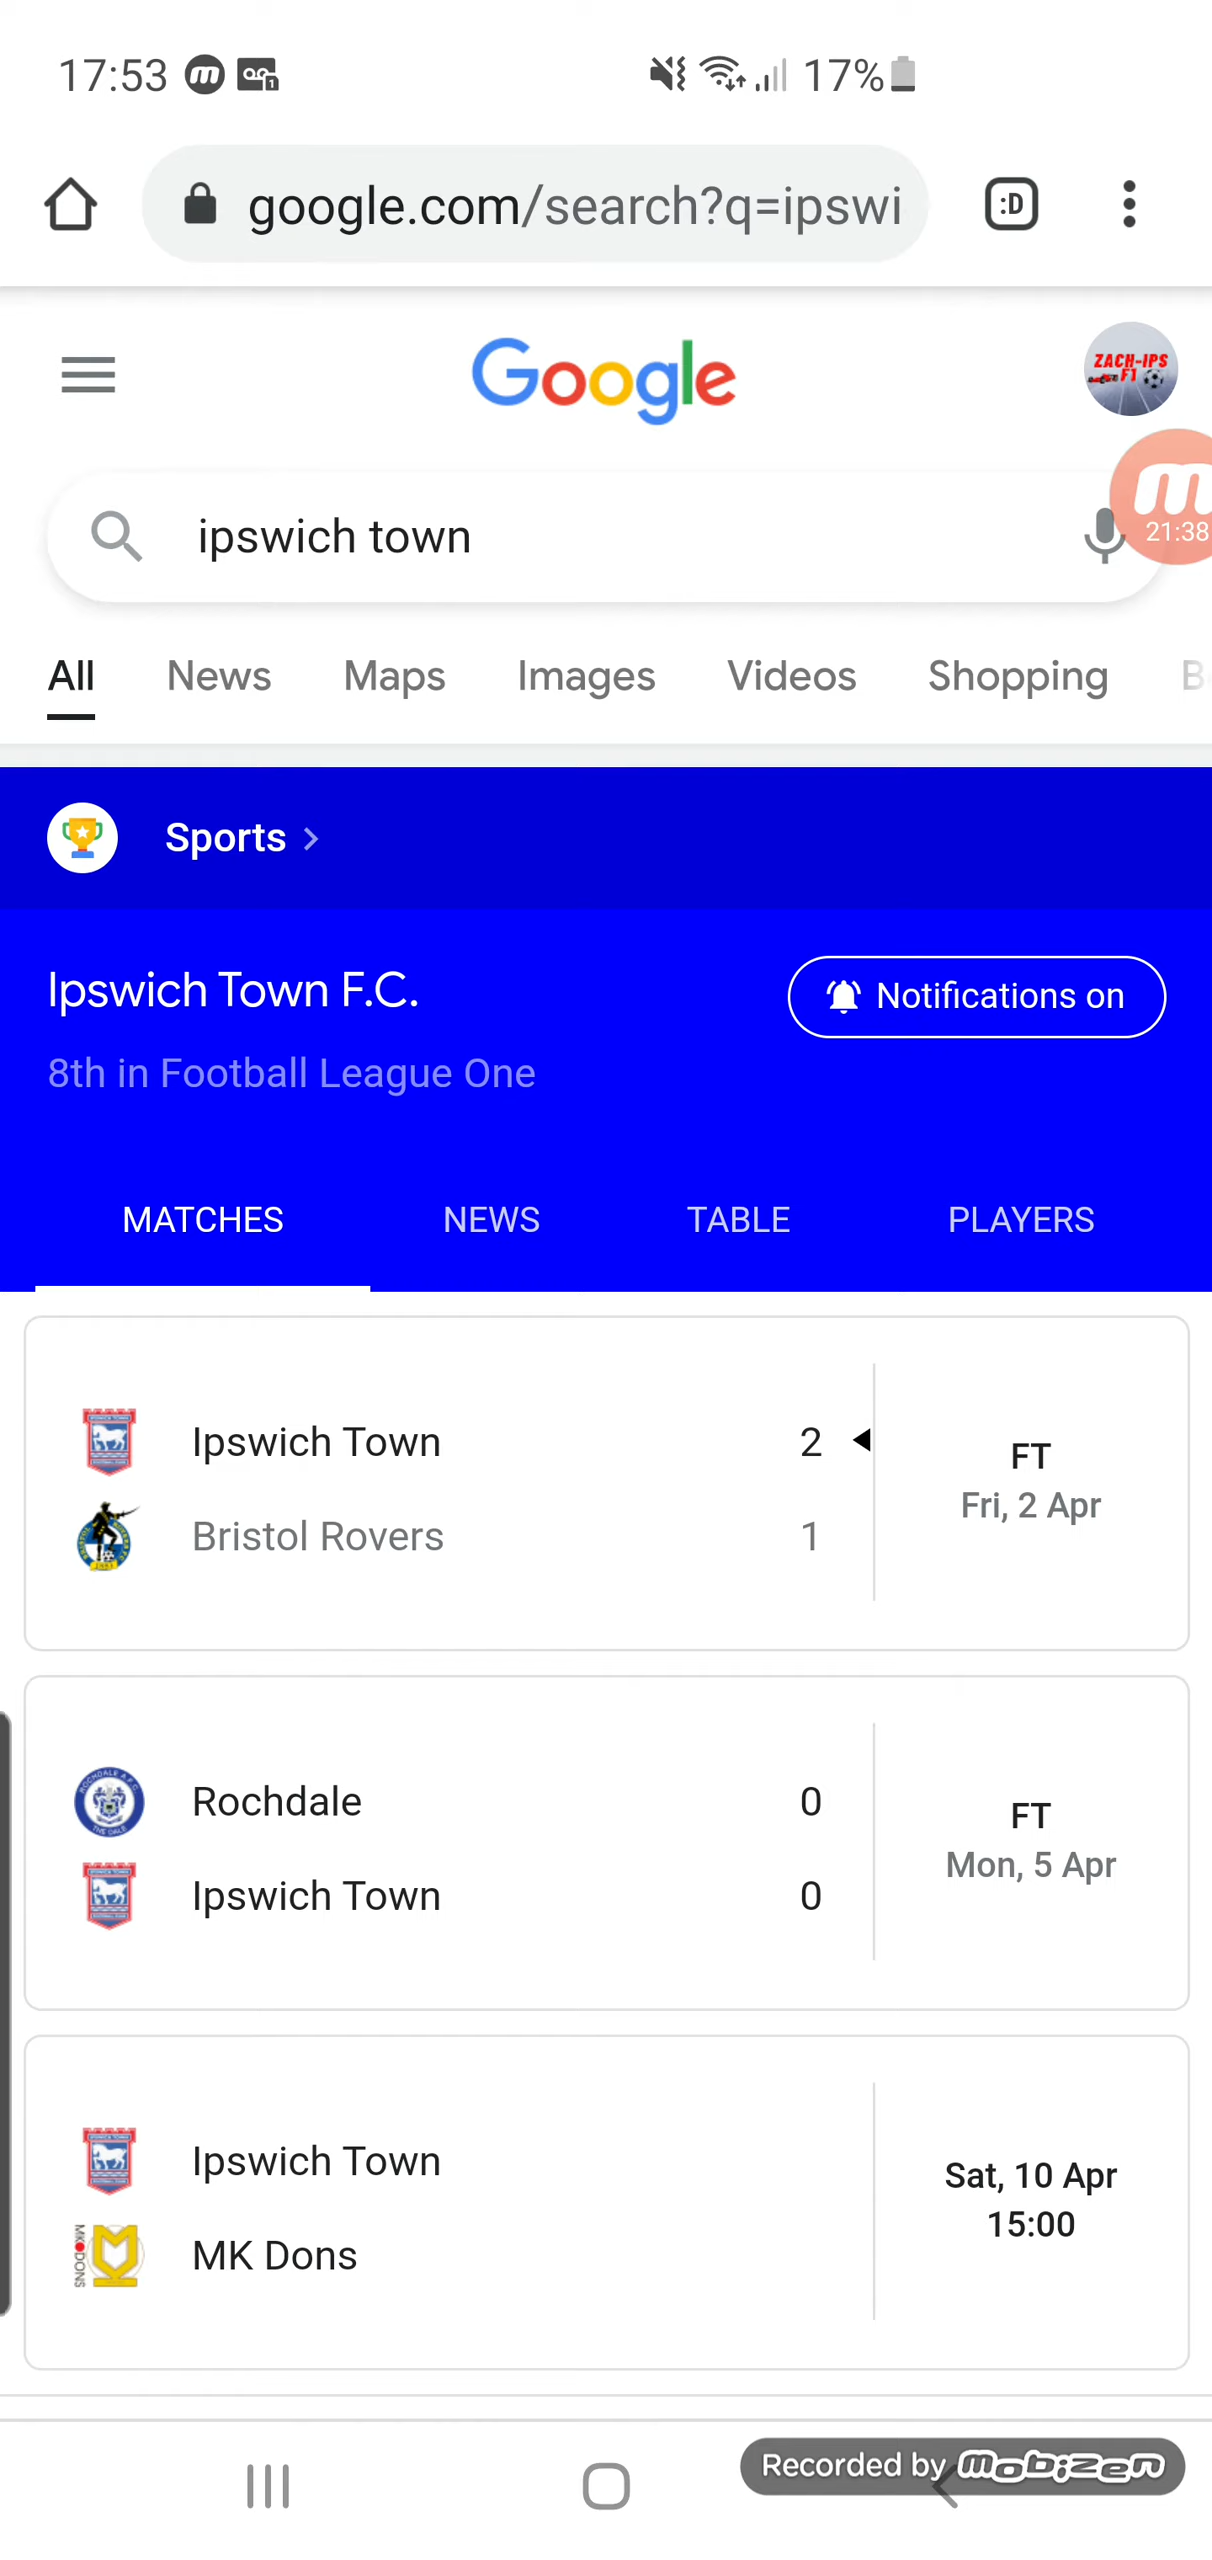 17:53 17%
google.com/search?q=ipswi :D
Google
ZACH-IPS
F1
21:38
ipswich town
All News Maps Images Videos Shopping
Sports
Ipswich Town F.C.
Notifications on
8th in Football League One
MATCHES NEWS TABLE PLAYERS
Ipswich Town 2
FT
Fri, 2 Apr
Bristol Rovers 1
Rochdale 0
FT
Mon, 5 Apr
Ipswich Town 0
Ipswich Town
Sat, 10 Apr
15:00
MK DONS
MK Dons
Recorded by mobizen